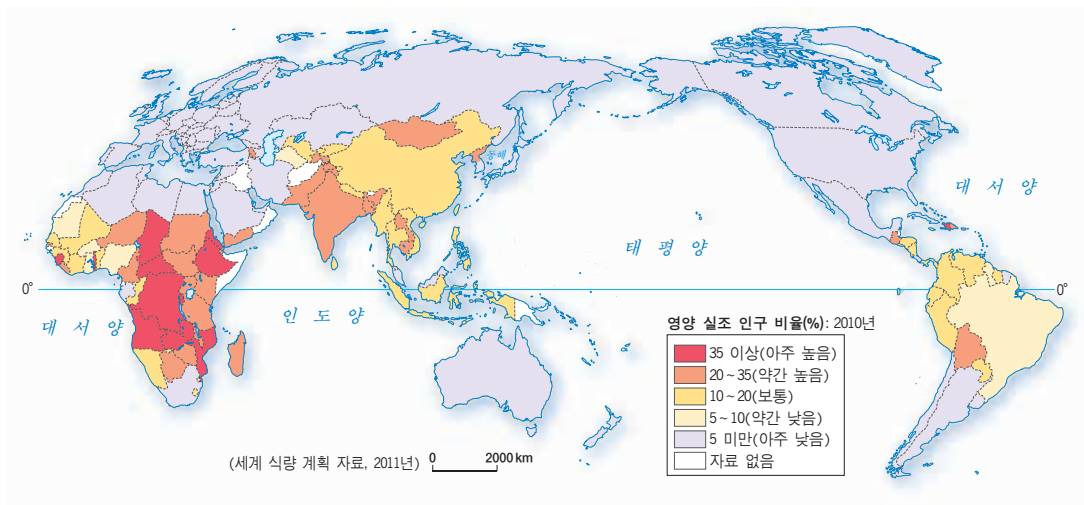 동해
대 서 양
태 평 양
0°
0°
대 서 양
인 도 양
영양 실조 인구 비율(%): 2010년
35 이상(아주 높음)
20~35(약간 높음)
10~20(보통)
5~10(약간 낮음)
5 미만(아주 낮음)
자료 없음
(세계 식량 계획 자료, 2011년)
0 2000 km